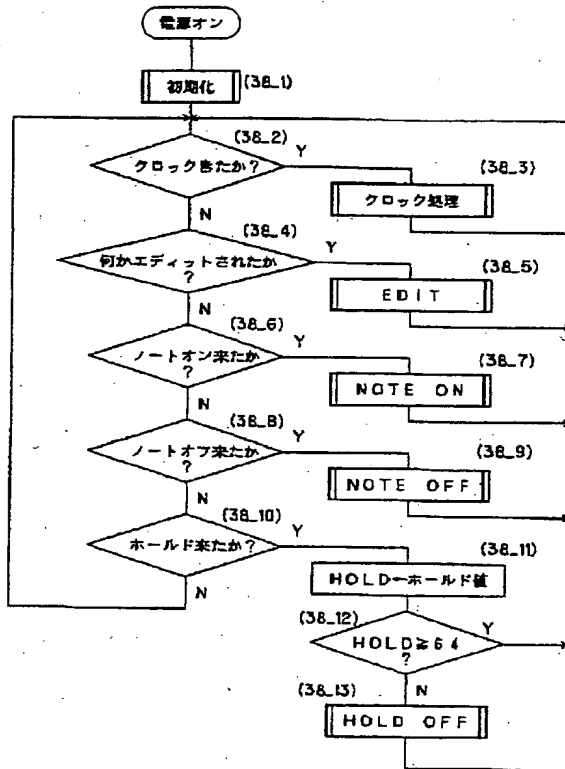 電源オン
初期化
(38_1)
(38_2)
クロックきたか?
Y
N
(38_3)
クロック処理
(38_4)
何かエディットされたか
?
Y
N
(38_5)
EDIT
(38_6)
ノートオン来たか
?
Y
N
(38_7)
NOTE ON
(38_8)
ノートオフ来たか
?
Y
N
(38_9)
NOTE OFF
(38_10)
ホールド来たか?
Y
N
(38_11)
HOLD←ホールド値
(38_12)
HOLD≧64
?
Y
N
(38_13)
HOLD OFF